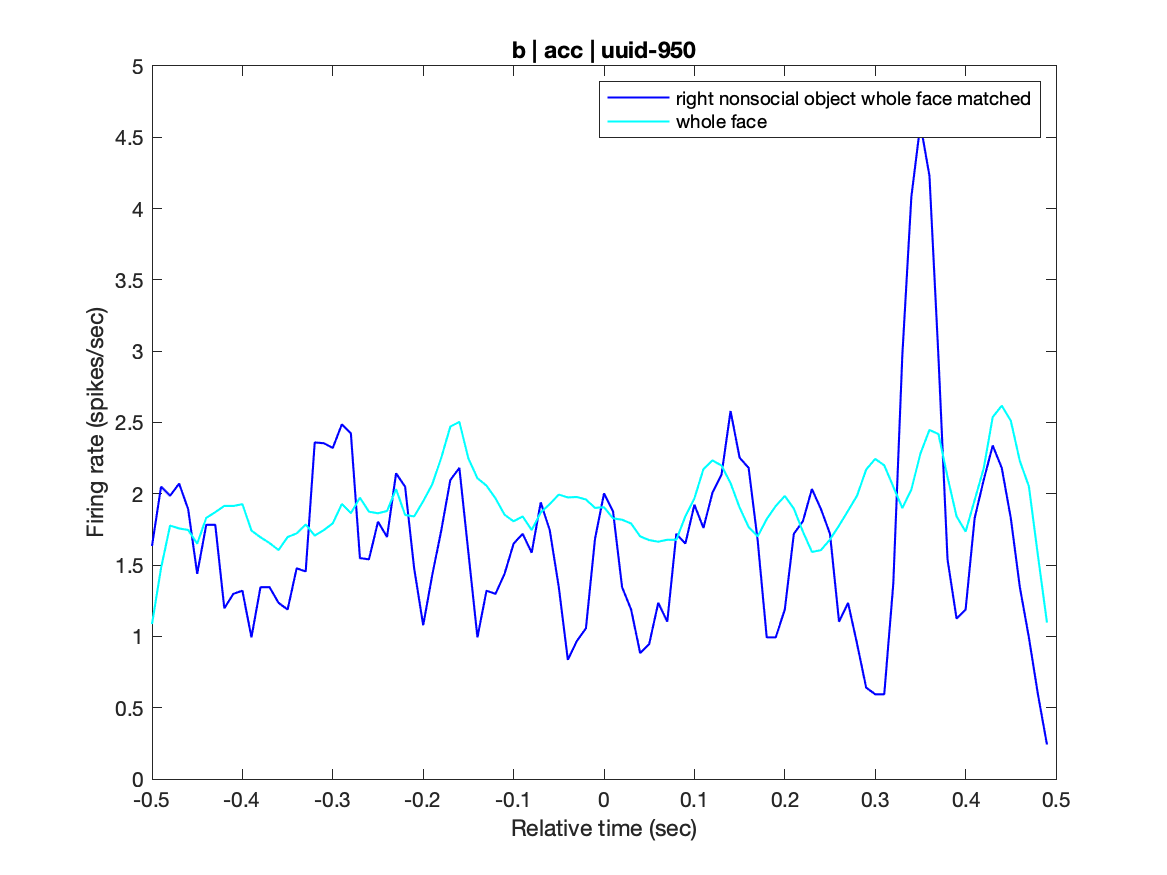 b | acc | uuid-950
right nonsocial object whole face matched
whole face
Firing rate (spikes/sec)
5
4.5
4
3.5
3
2.5
2
1.5
1
0.5
0
-0.5 -0.4 -0.3 -0.2 -0.1 0 0.1 0.2 0.3 0.4 0.5
Relative time (sec)